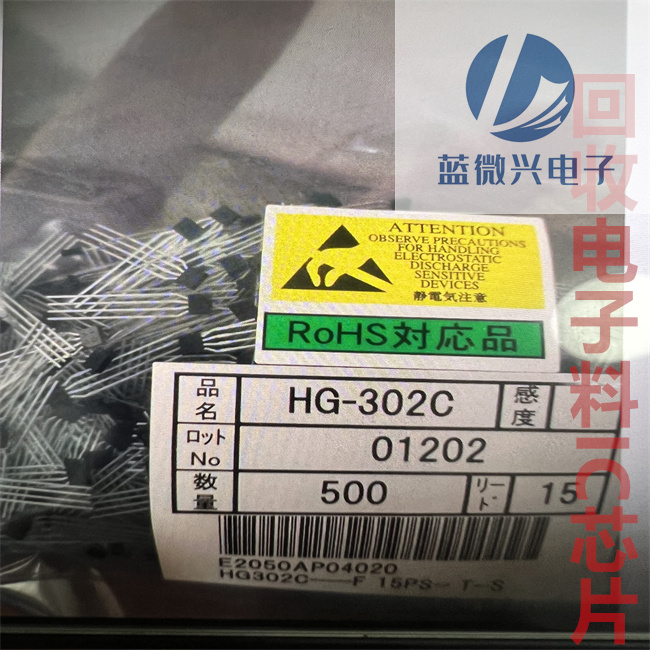 蓝微兴电子
回收电子料IC芯片
ATTENTION
OBSERVE PRECAUTIONS
FOR HANDLING
ELECTROSTATIC
DISCHARGE
SENSITIVE
DEVICES
静電気注意
RoHS対応品
品名 HG-302C 感度
ロットNo 01202
数量 500 リード 15
E2050AP04020
HG302C----F 15PS- T-S